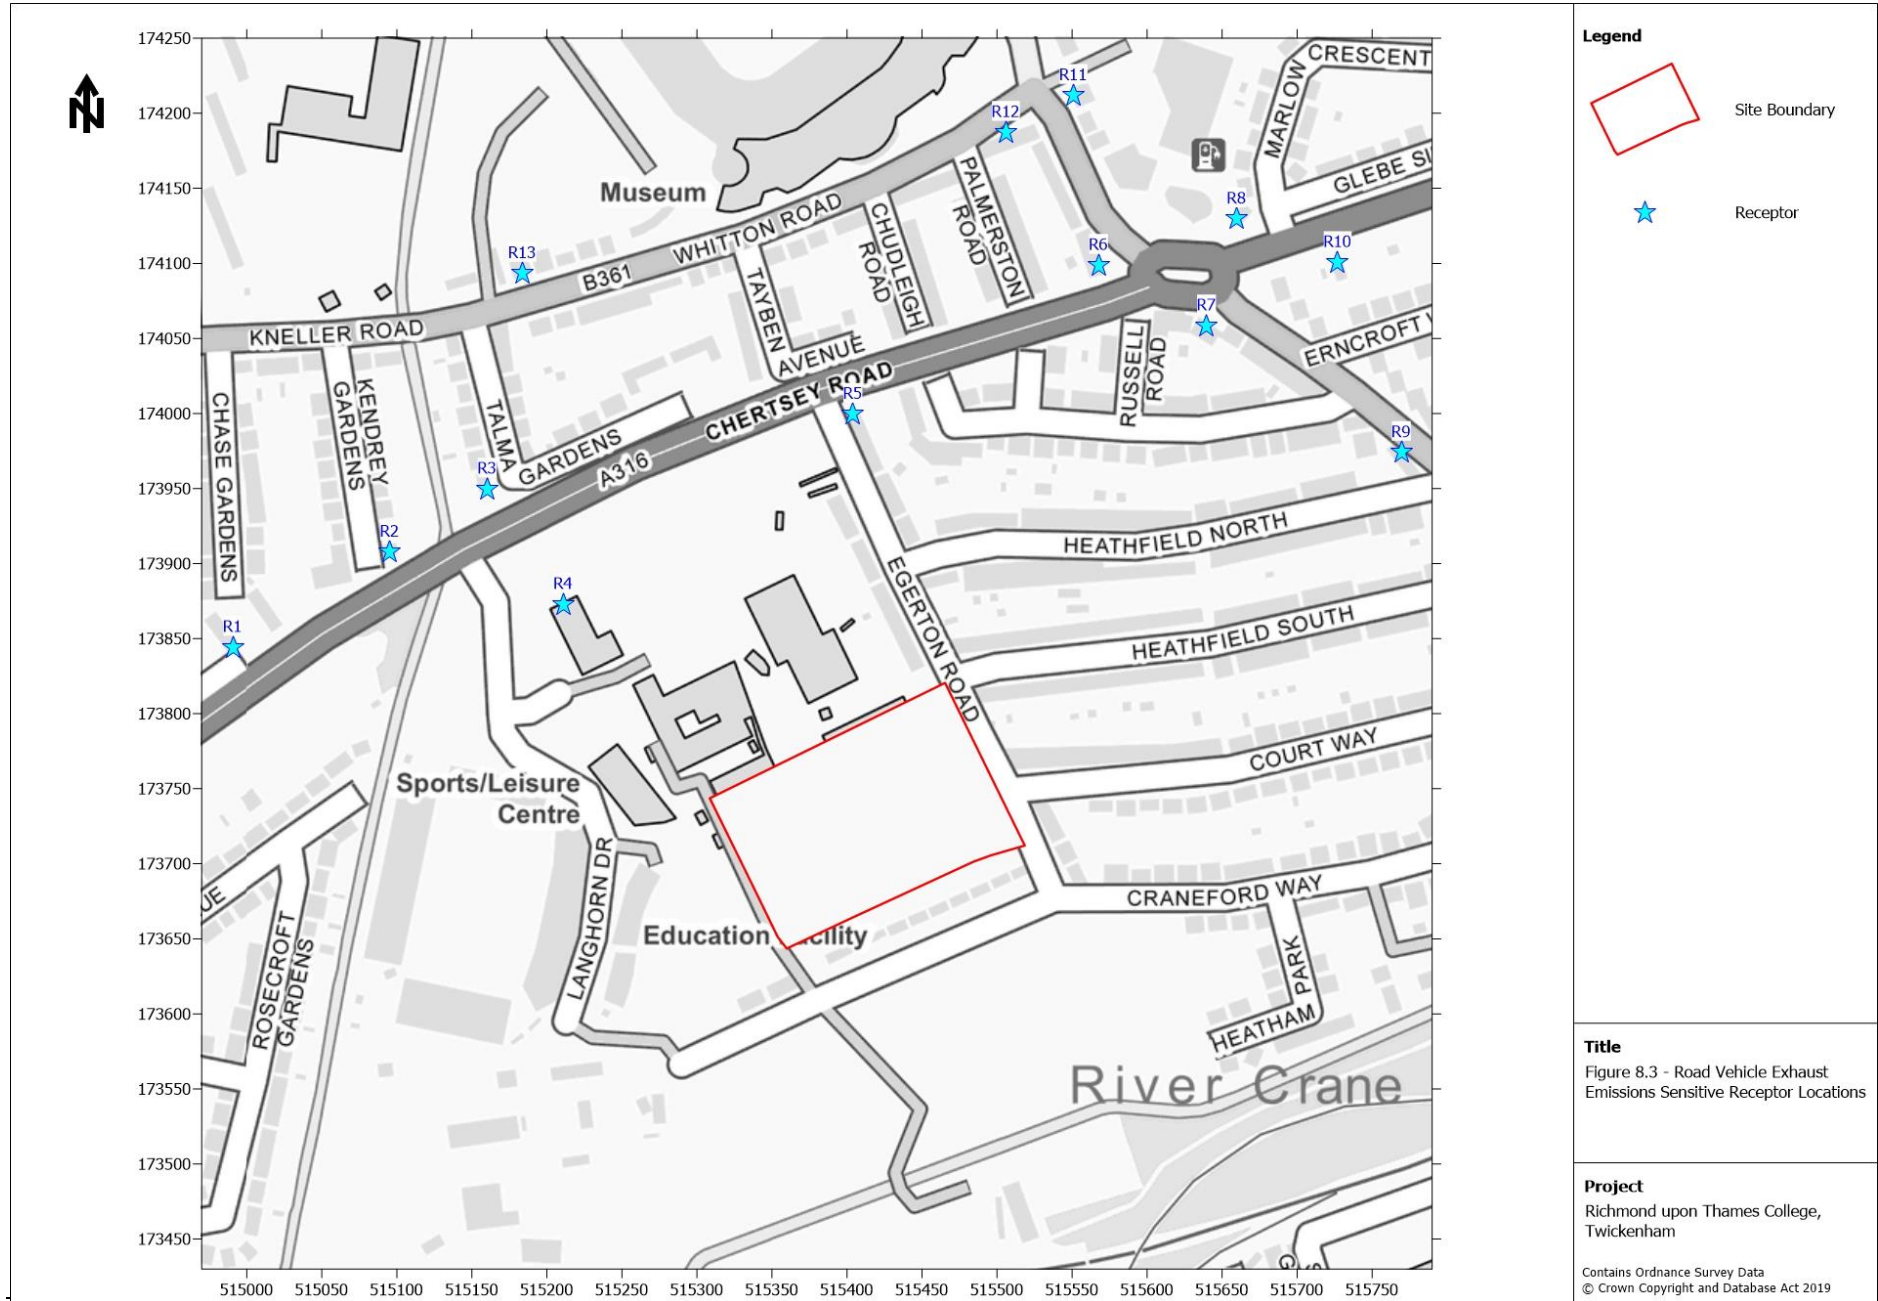 174250
174200
174150
174100
174050
174000
173950
173900
173850
173800
173750
173700
173650
173600
173550
173500
173450
515000
515050
515100
515150
515200
515250
515300
515350
515400
515450
515500
515550
515600
515650
515700
515750
N
R11
R12
R8
R6
R10
R13
R7
R5
R9
R3
R2
R4
R1
Museum
MARLOW
CRESCENT
PALMERSTON
ROAD
CHUDLEIGH
ROAD
WHITTON ROAD
B361
TAYBEN
AVENUE
KNELLER ROAD
CHASE GARDENS
KENDREY
GARDENS
TALMA
GARDENS
CHERTSEY ROAD
A316
RUSSELL
ROAD
HEATHFIELD NORTH
HEATHFIELD SOUTH
EGERTON ROAD
COURT WAY
CRANEFORD WAY
HEATHAM
PARK
Sports/Leisure
Centre
LANGHORN DR
Education
ROSECROFT
GARDENS
River Crane
Legend
Site Boundary
Receptor
Title
Figure 8.3 - Road Vehicle Exhaust
Emissions Sensitive Receptor Locations
Project
Richmond upon Thames College,
Twickenham
Contains Ordnance Survey Data
© Crown Copyright and Database Act 2019